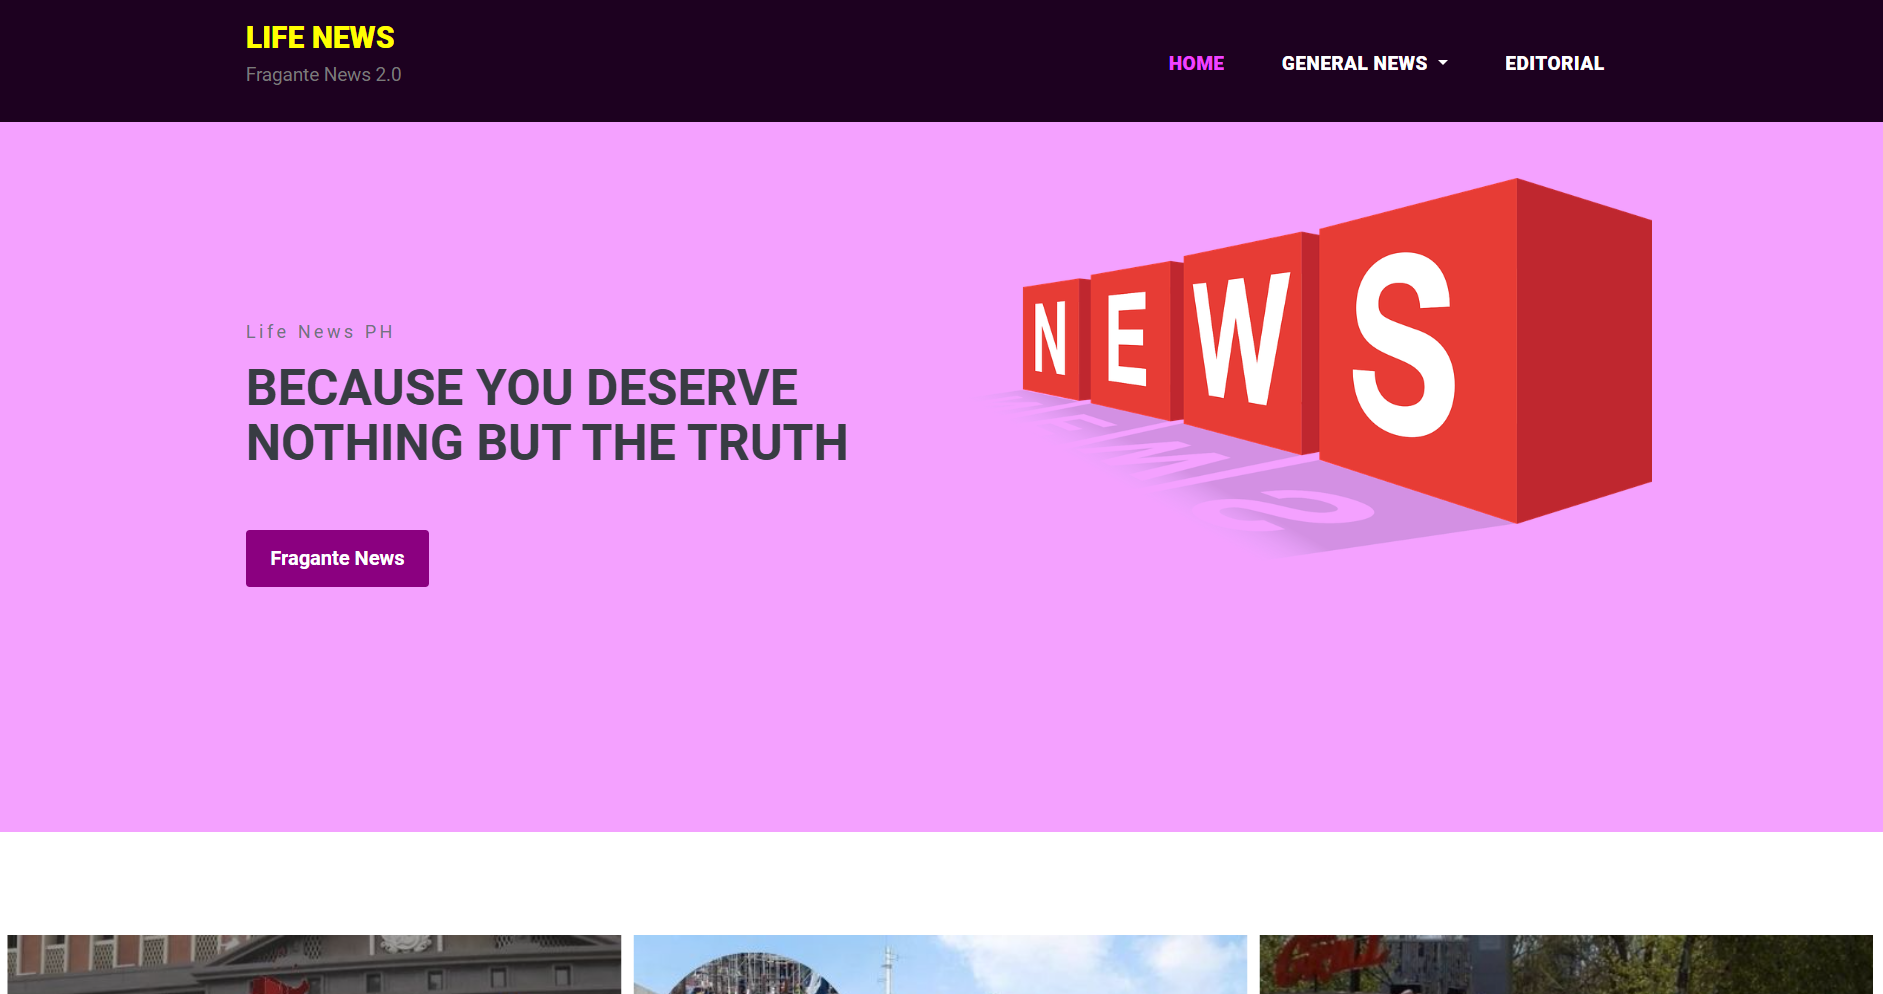 LIFE NEWS
Fragante News 2.0
HOME
GENERAL NEWS
EDITORIAL
NEWS
Life News PH
BECAUSE YOU DESERVE
NOTHING BUT THE TRUTH
Fragante News
GRILL